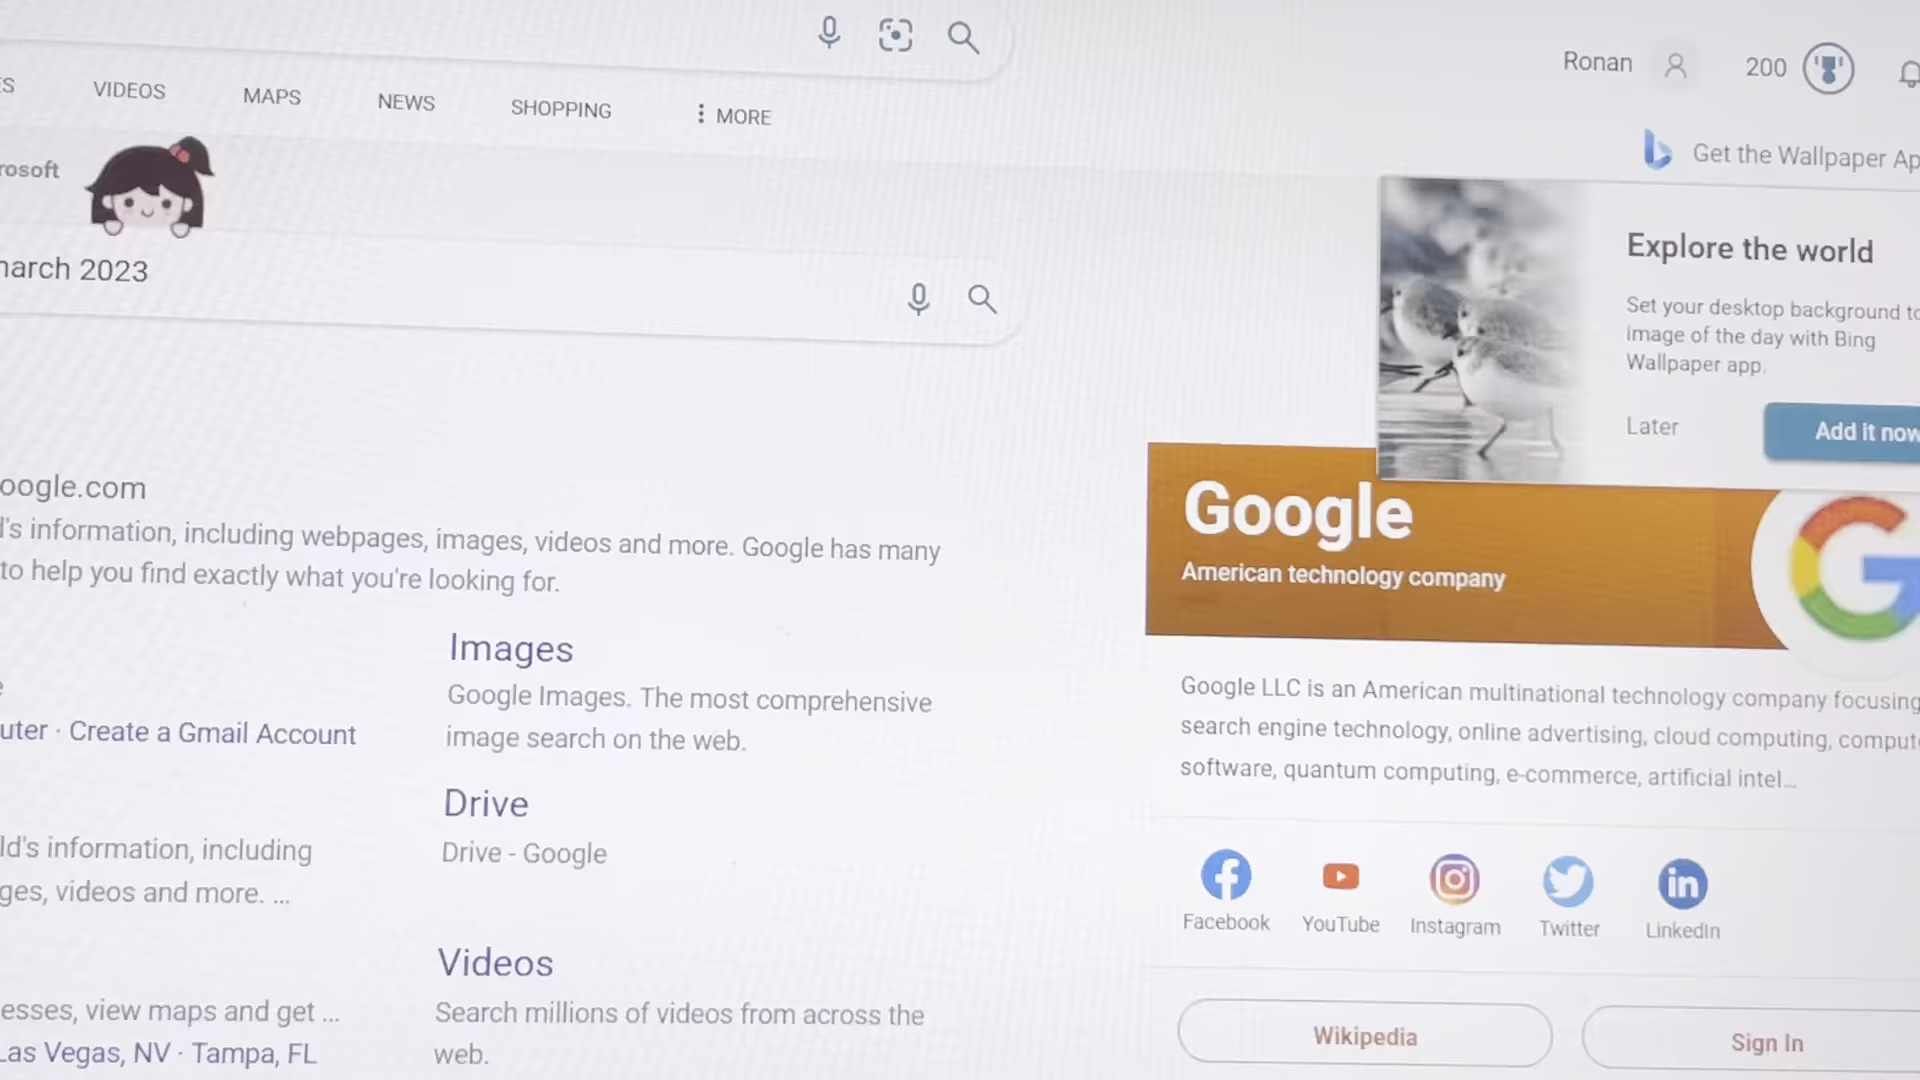 VIDEOS
MAPS
NEWS
SHOPPING
MORE
Ronan
200
Get the Wallpaper Ap
rosoft
march 2023
Explore the world
Set your desktop background to
image of the day with Bing
Wallpaper app.
Later
Add it now
oogle.com
d's information, including webpages, images, videos and more. Google has many
to help you find exactly what you're looking for.
Images
Google Images. The most comprehensive
image search on the web.
uter · Create a Gmail Account
Drive
Drive - Google
ld's information, including
ges, videos and more. ...
Videos
Search millions of videos from across the
web.
esses, view maps and get ...
Las Vegas, NV · Tampa, FL
Google
American technology company
Google LLC is an American multinational technology company focusing
search engine technology, online advertising, cloud computing, compute
software, quantum computing, e-commerce, artificial intel...
Facebook
YouTube
Instagram
Twitter
LinkedIn
Wikipedia
Sign In